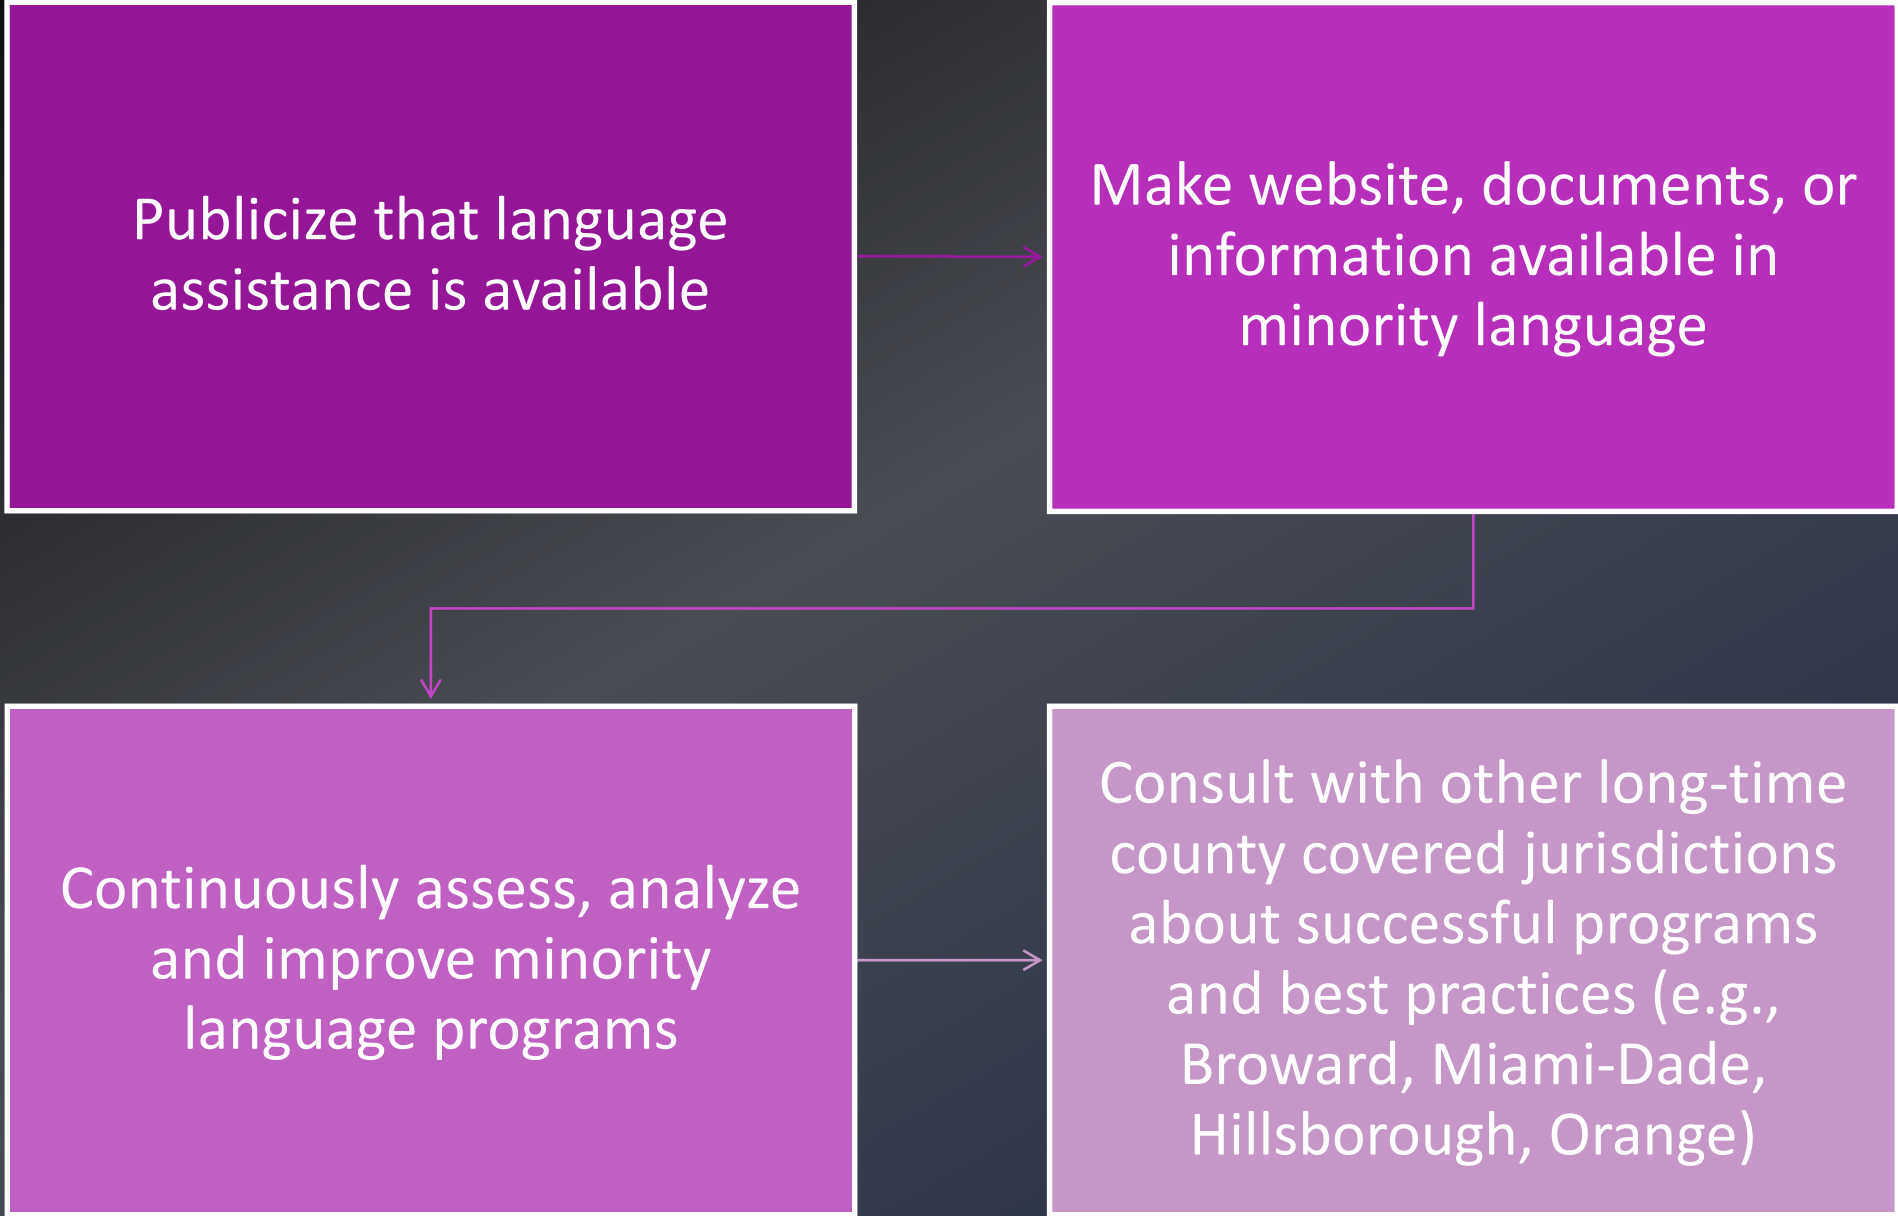 Publicize that language
assistance is available
Make website, documents, or
information available in
minority language
Continuously assess, analyze
and improve minority
language programs
Consult with other long-time
county covered jurisdictions
about successful programs
and best practices (e.g.,
Broward, Miami-Dade,
Hillsborough, Orange)